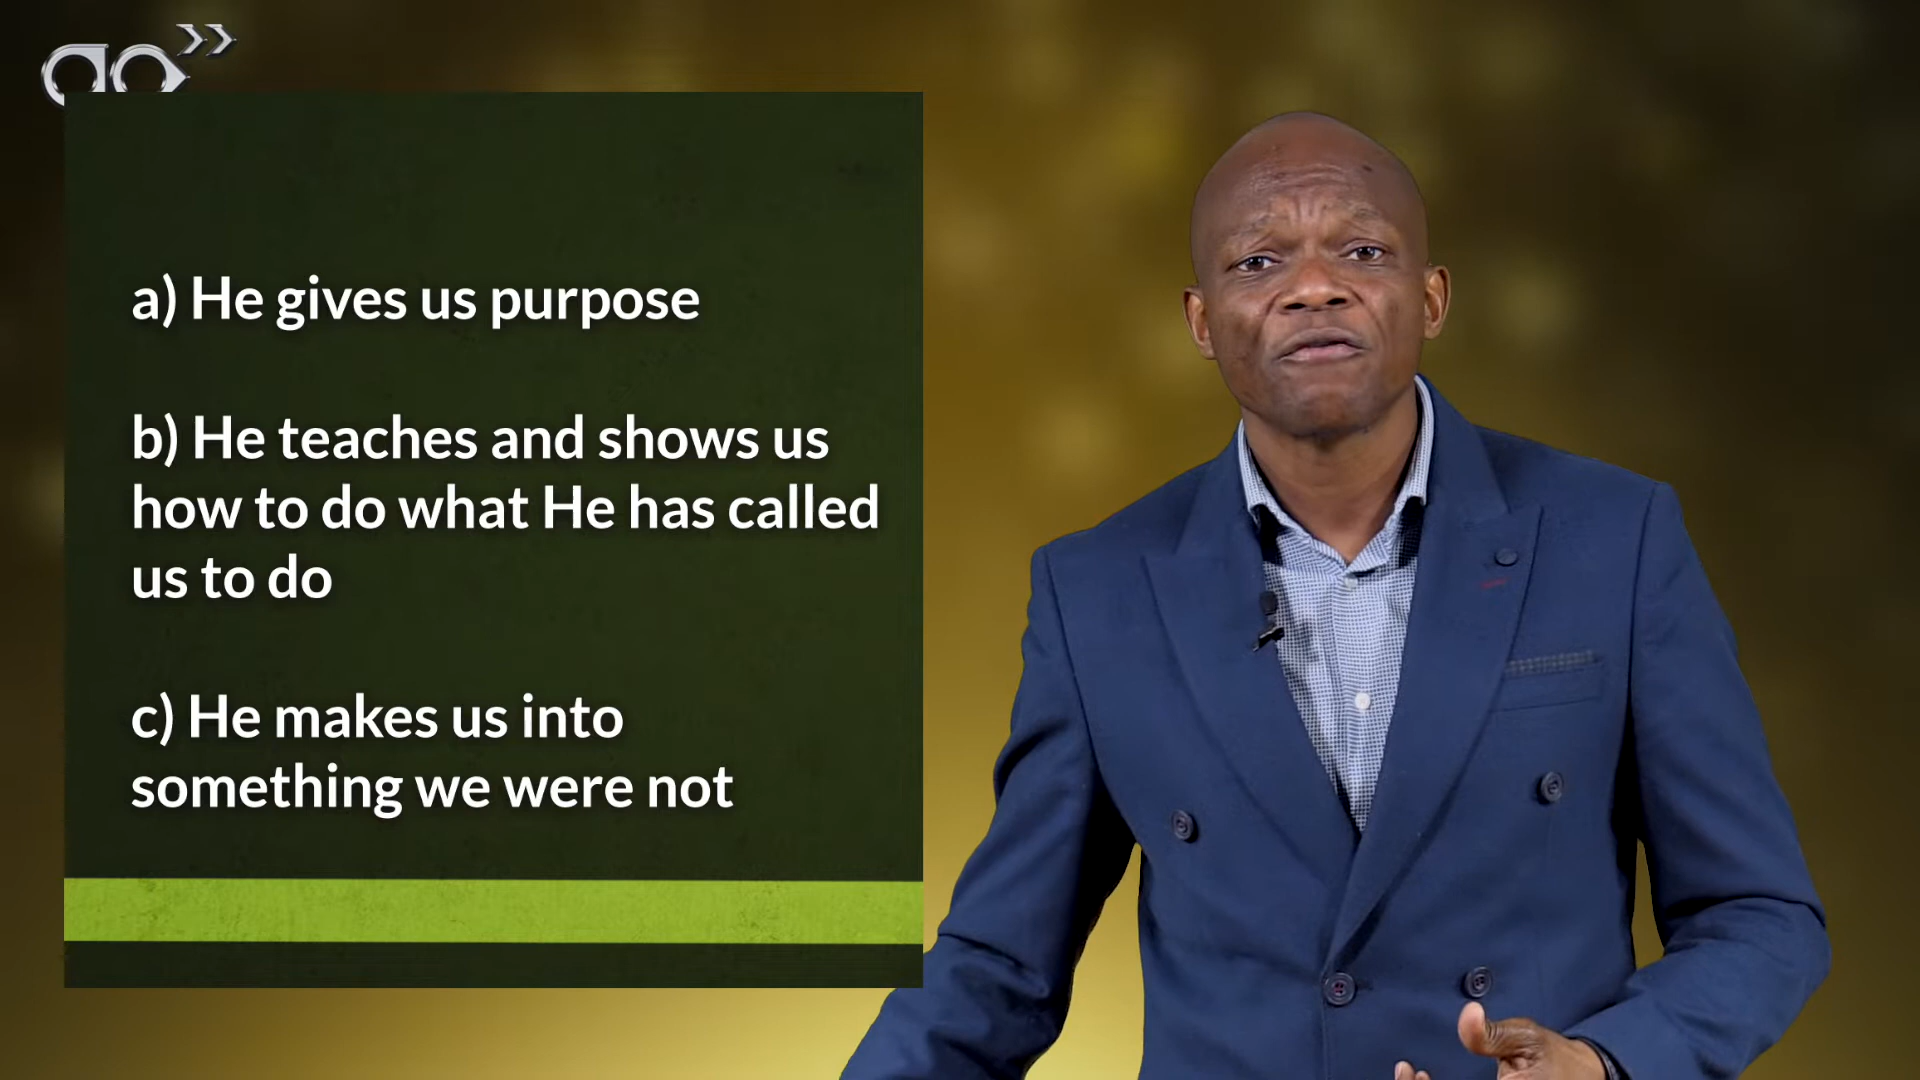 go
a) He gives us purpose
b) He teaches and shows us
how to do what He has called
us to do
c) He makes us into
something we were not